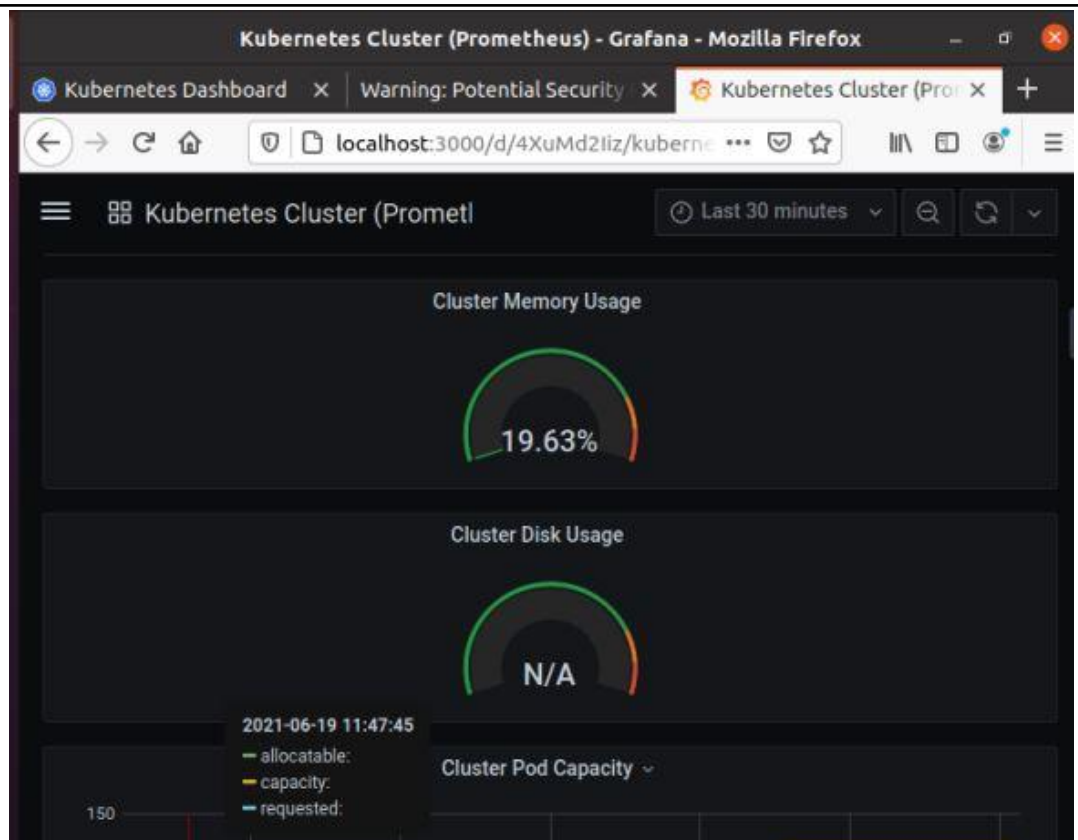 Kubernetes Cluster (Prometheus) - Grafana - Mozilla Firefox
Kubernetes Dashboard Warning: Potential Security Kubernetes Cluster (Pro
localhost:3000/d/4XuMd2Iiz/kuberne
Kubernetes Cluster (Promet Last 30 minutes
Cluster Memory Usage
19.63%
Cluster Disk Usage
N/A
2021-06-19 11:47:45
allocatable:
capacity:
requested:
Cluster Pod Capacity
150